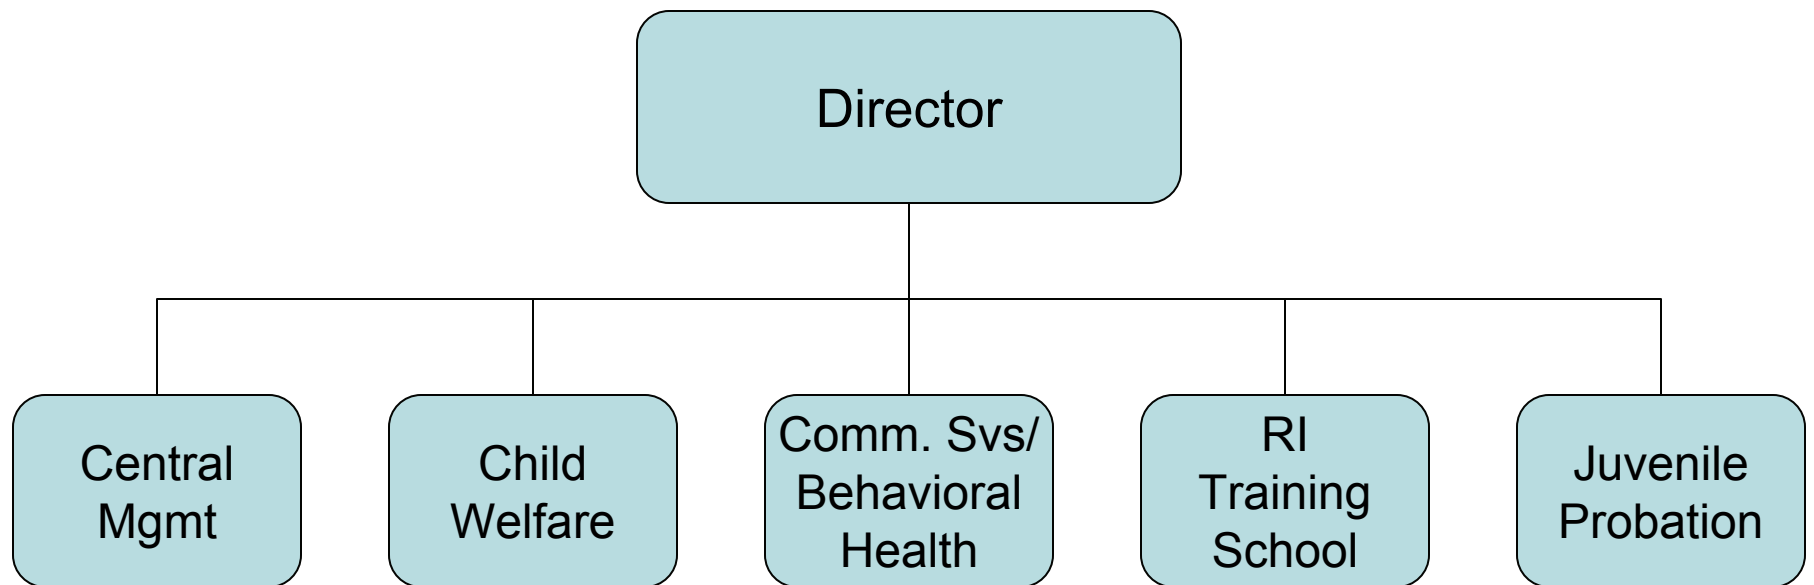 Director
Central
Mgmt
Child
Welfare
Comm. Svs/
Behavioral
Health
RI
Training
School
Juvenile
Probation